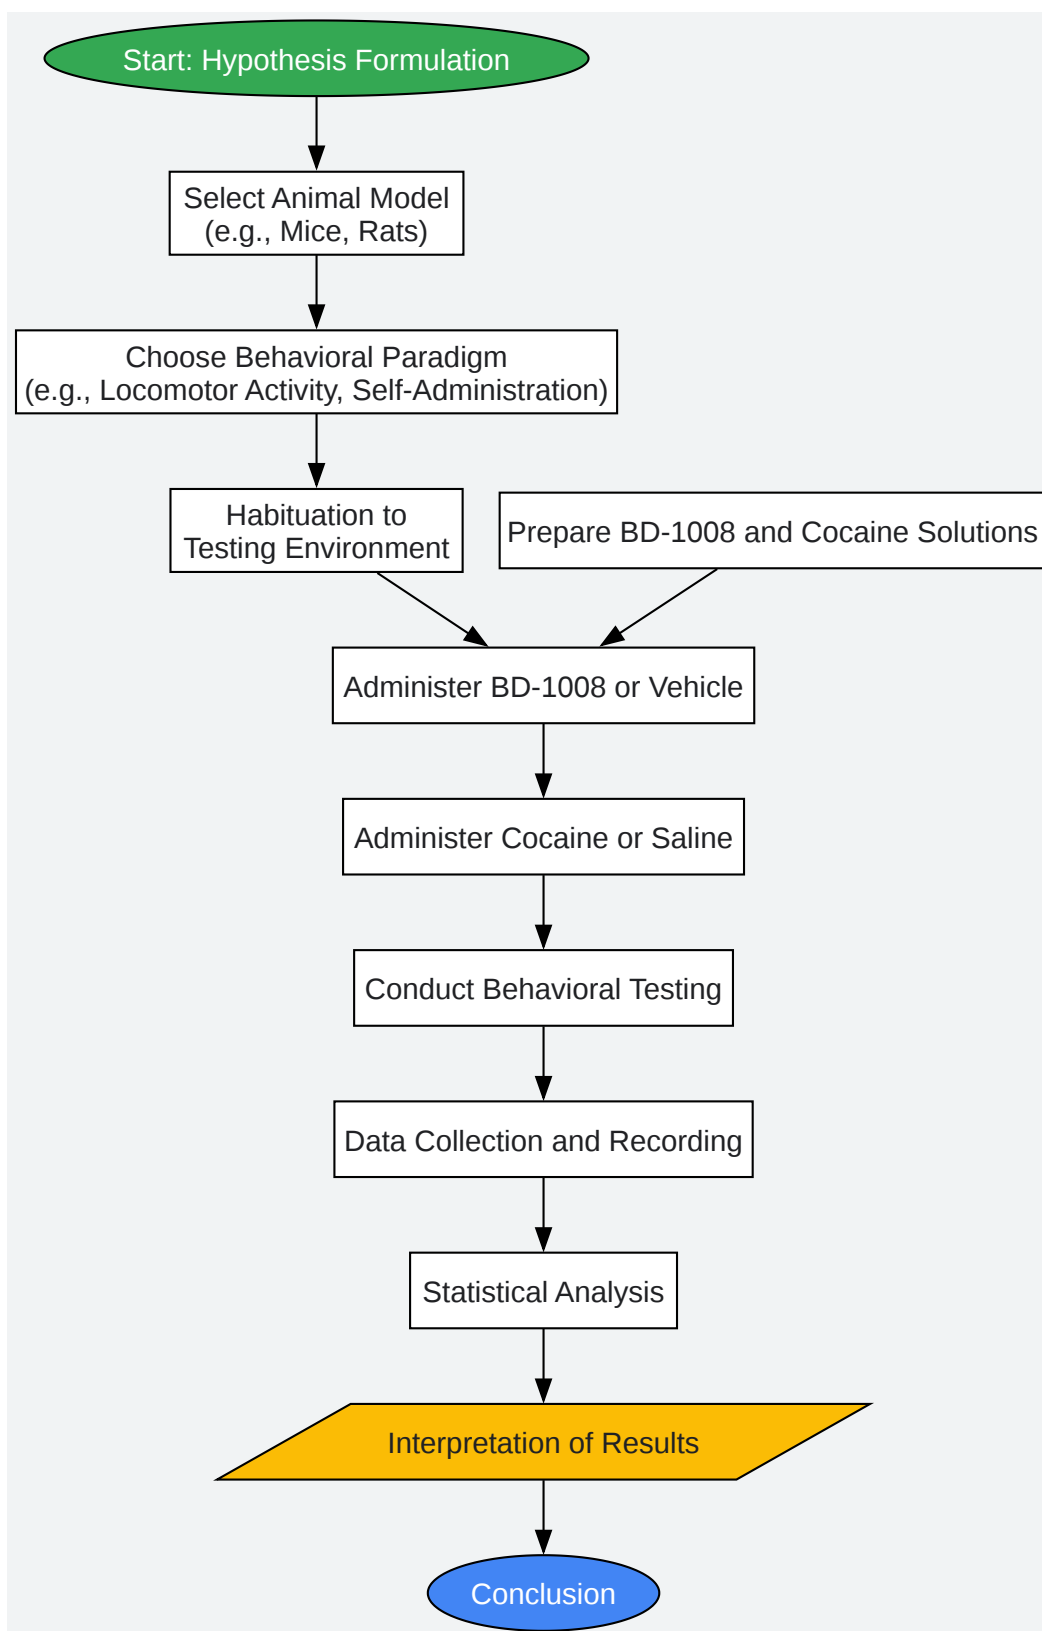 Start: Hypothesis Formulation
Select Animal Model
(e.g., Mice, Rats)
Choose Behavioral Paradigm
(e.g., Locomotor Activity, Self-Administration)
Habituation to
Testing Environment
Prepare BD-1008 and Cocaine Solutions
Administer BD-1008 or Vehicle
Administer Cocaine or Saline
Conduct Behavioral Testing
Data Collection and Recording
Statistical Analysis
Interpretation of Results
Conclusion